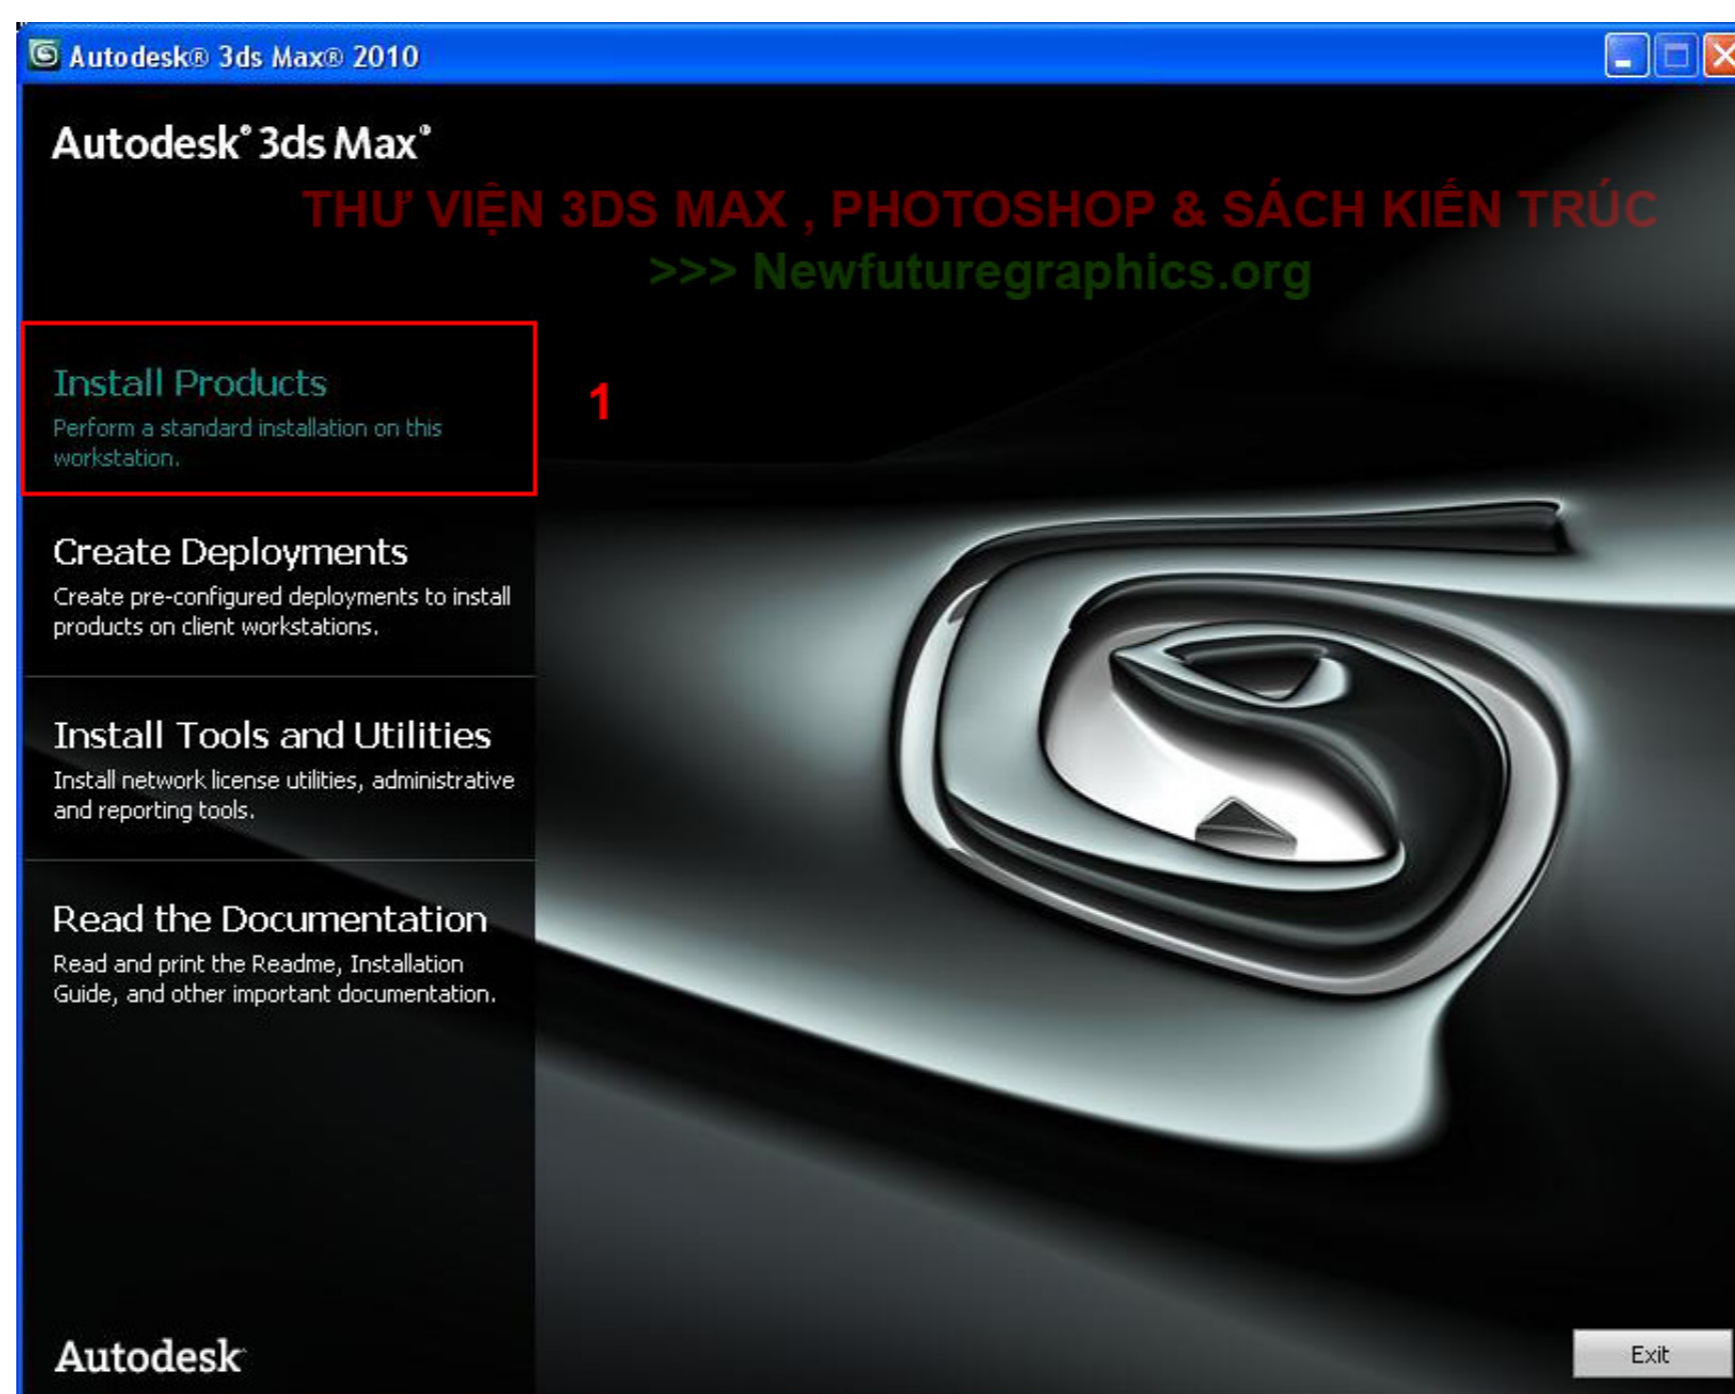 Autodesk® 3ds Max® 2010
Autodesk® 3ds Max®
THƯ VIỆN 3DS MAX , PHOTOSHOP & SÁCH KIẾN TRÚC
>>> Newfuturegraphics.org
Install Products
1
Perform a standard installation on this
workstation.
Create Deployments
Create pre-configured deployments to install
products on client workstations.
Install Tools and Utilities
Install network license utilities, administrative
and reporting tools.
Read the Documentation
Read and print the Readme, Installation
Guide, and other important documentation.
Autodesk
Exit